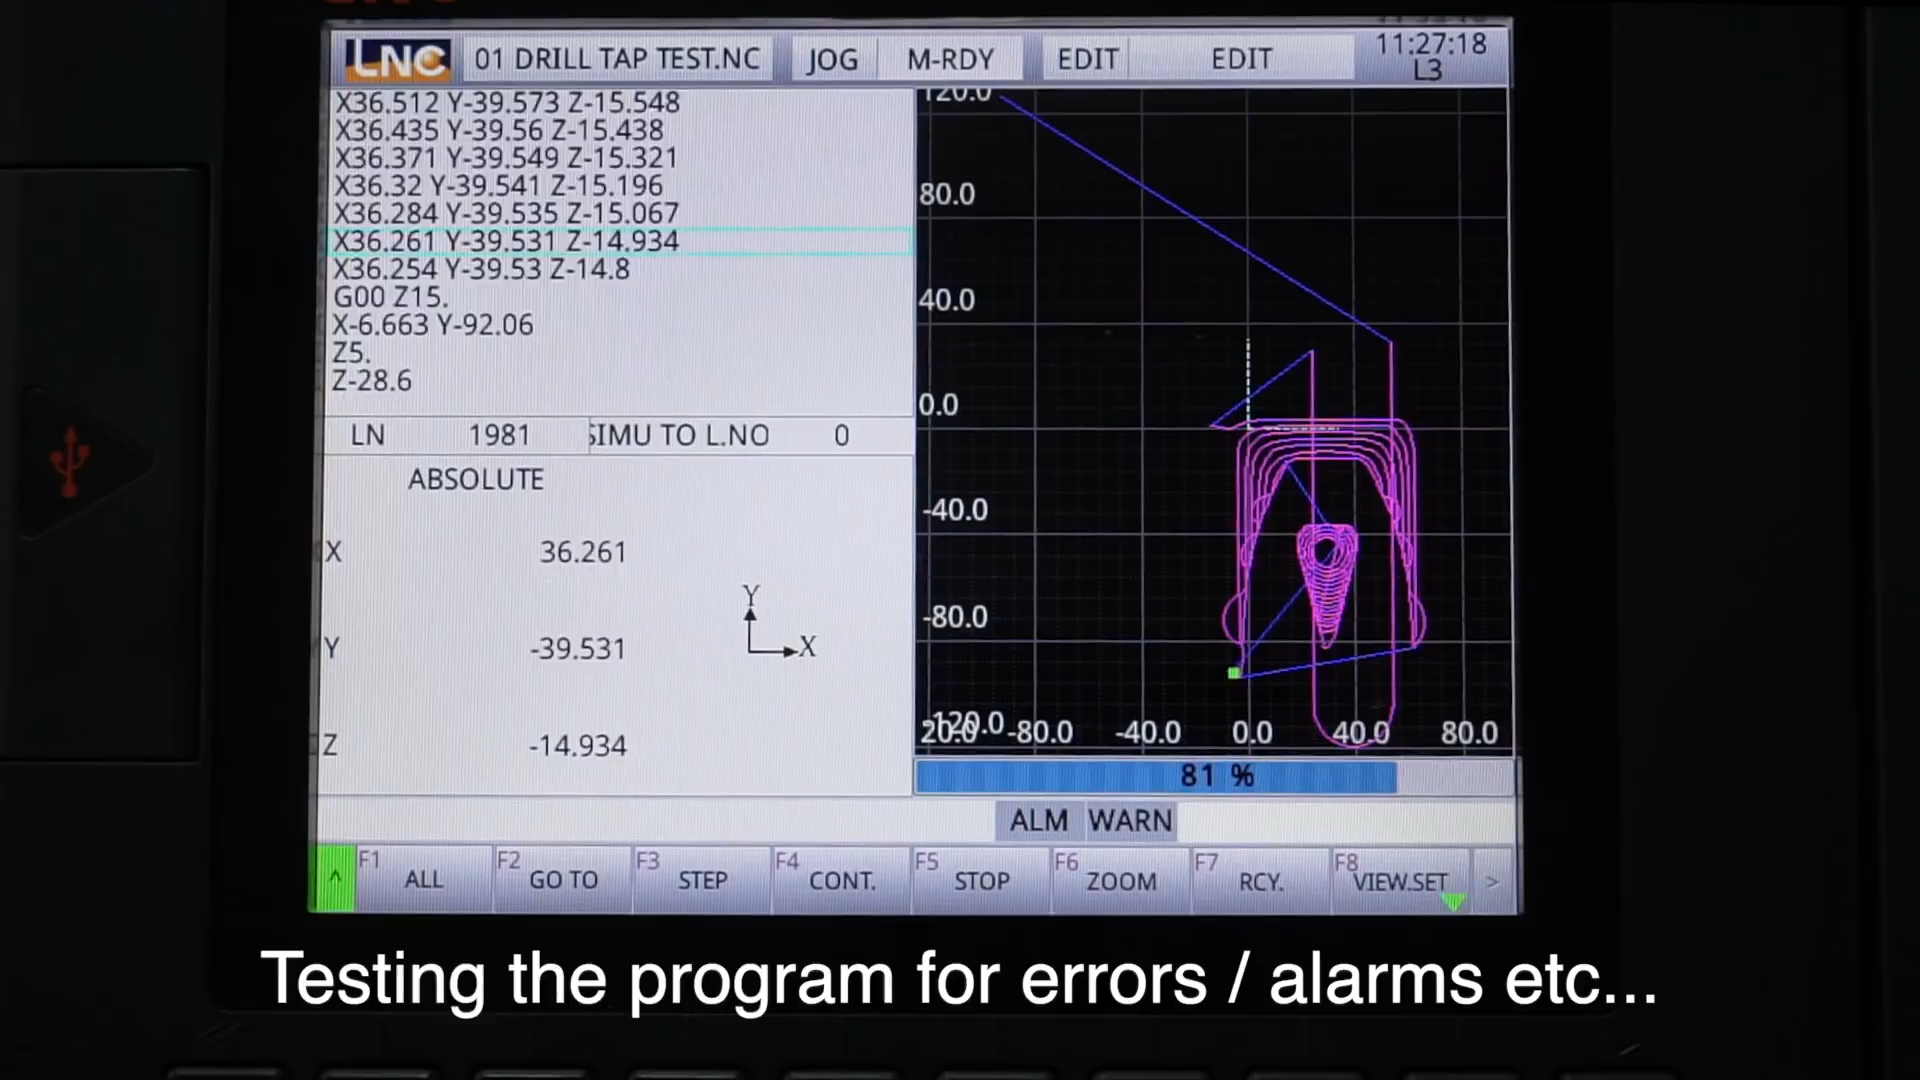 LNC 01 DRILL TAP TEST.NC JOG M-RDY EDIT EDIT 11:27:18
L3
X36.512 Y-39.573 Z-15.548
X36.435 Y-39.56 Z-15.438
X36.371 Y-39.549 Z-15.321
X36.32 Y-39.541 Z-15.196
X36.284 Y-39.535 Z-15.067
X36.261 Y-39.531 Z-14.934
X36.254 Y-39.53 Z-14.8
G00 Z15.
X-6.663 Y-92.06
Z5.
Z-28.6
LN 1981 SIMU TO L.NO 0
ABSOLUTE
X 36.261
Y -39.531
Z -14.934
Y
X
120.0
80.0
40.0
0.0
-40.0
-80.0
-120.0
20.0 -80.0 -40.0 0.0 40.0 80.0
81 %
ALM WARN
^ F1 ALL F2 GO TO F3 STEP F4 CONT. F5 STOP F6 ZOOM F7 RCY. F8 VIEW.SET >
Testing the program for errors / alarms etc...